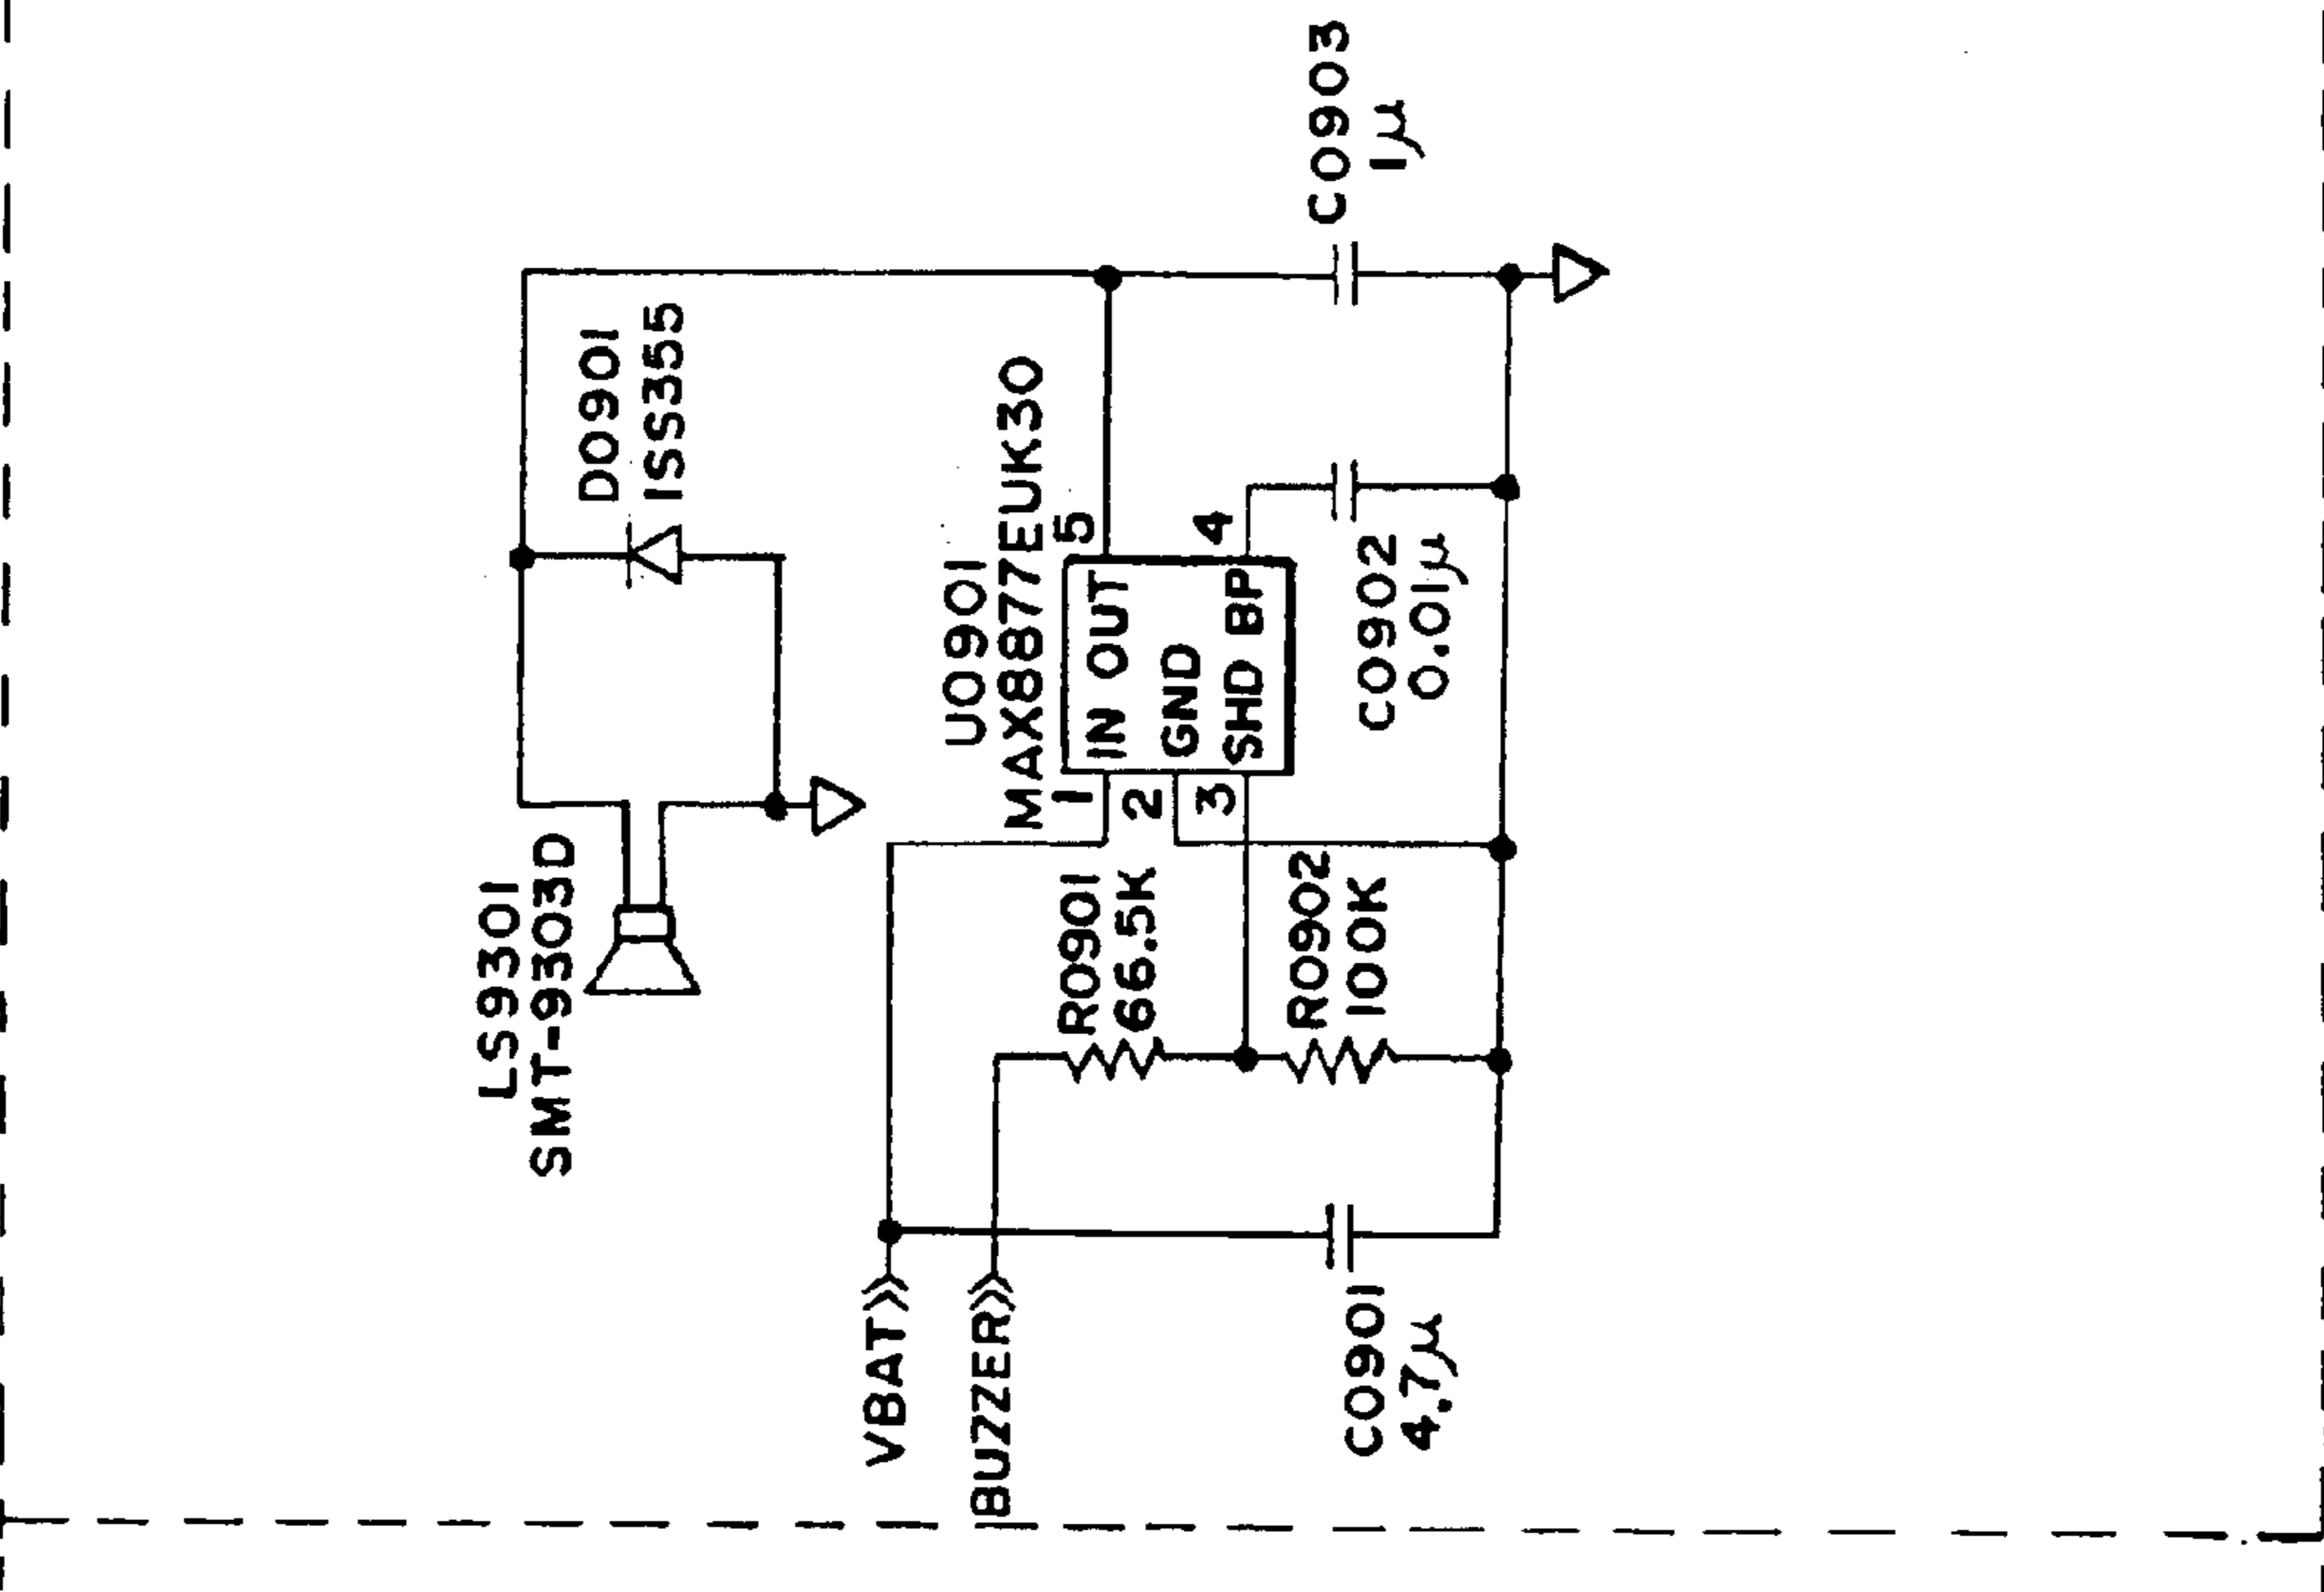 LS9301
SMT-9303D
D0901
1SS355
U0901
MAX8877EUK30
1
5
IN OUT
2
GND
3
4
SHD BP
VBAT
BUZZER
R0901
66.5K
R0902
100K
C0901
4.7μ
C0902
0.01μ
C0903
1μ